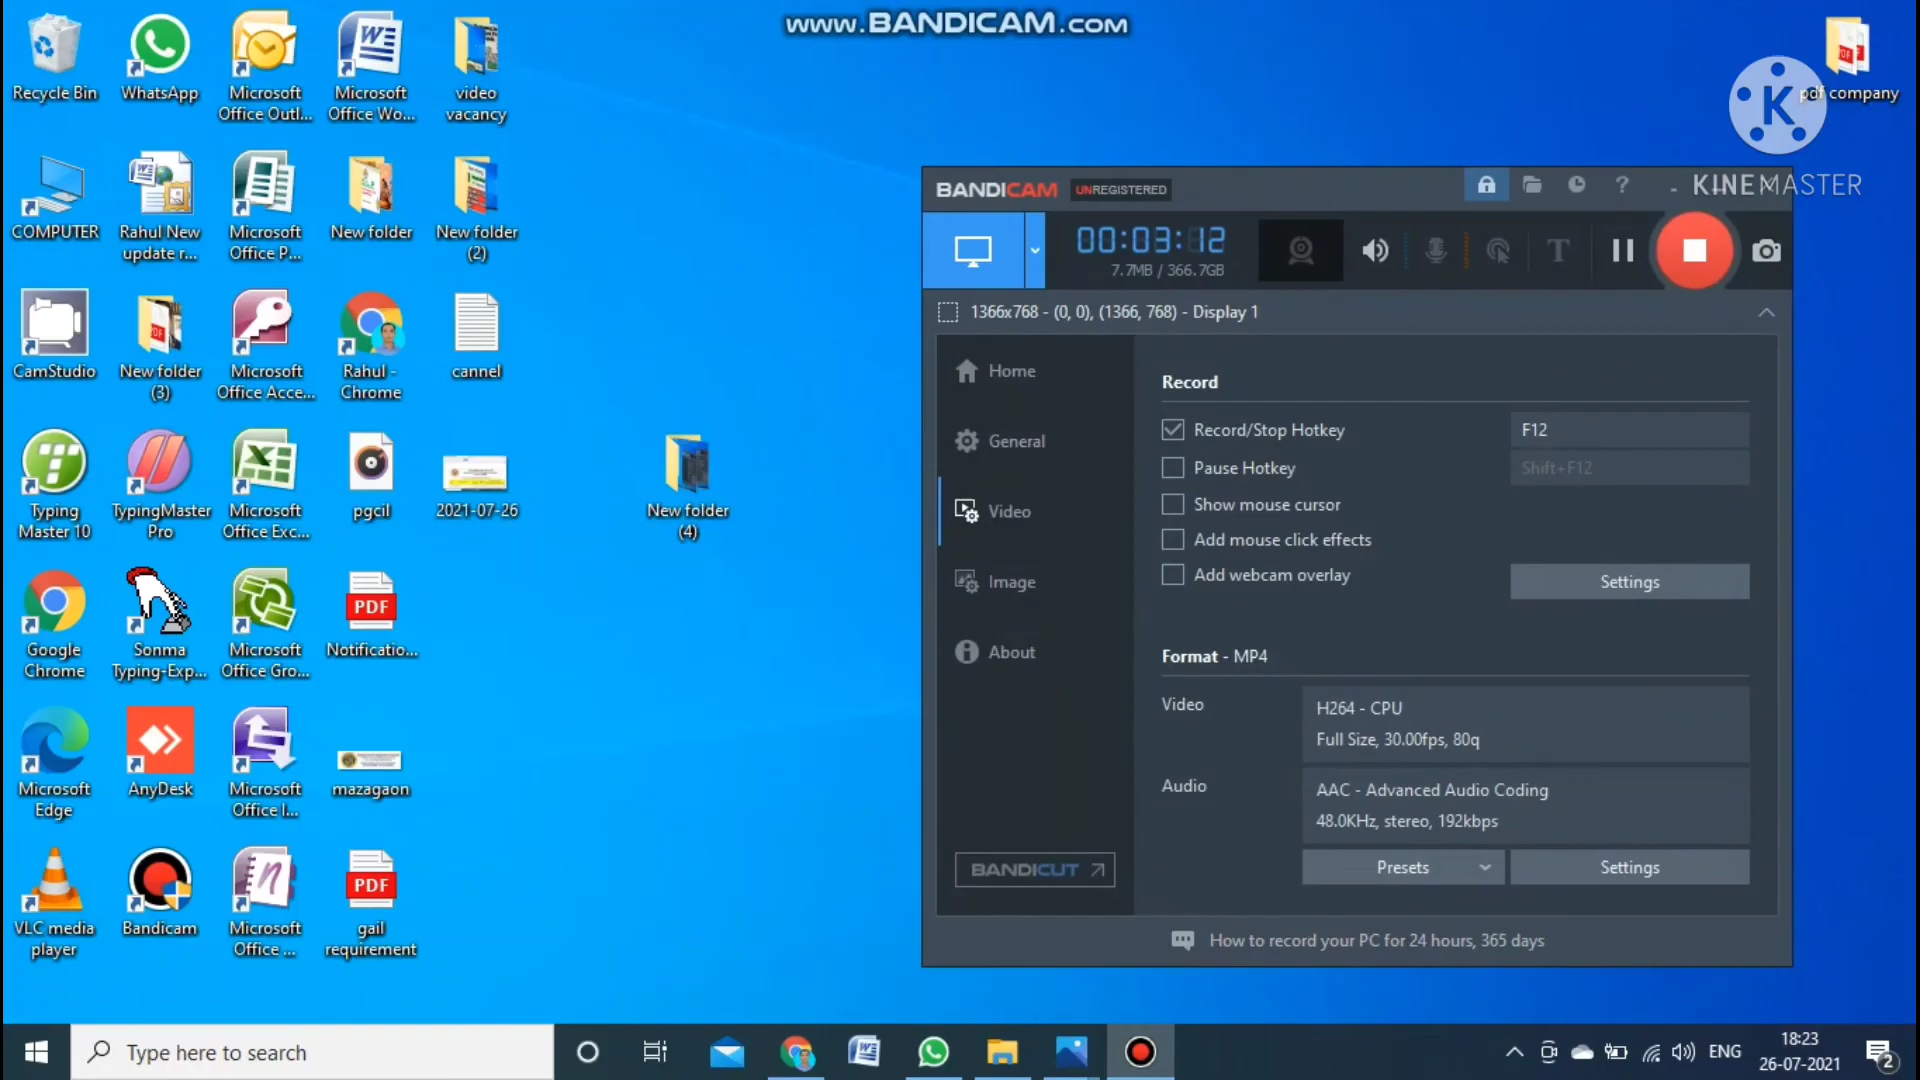 www.BANDICAM.com
Recycle Bin
WhatsApp
Microsoft
Office Outl...
Microsoft
Office Wo...
video
vacancy
pdf company
COMPUTER
Rahul New
update r...
Microsoft
Office P...
New folder
New folder
(2)
CamStudio
New folder
(3)
Microsoft
Office Acce...
Rahul -
Chrome
cannel
Typing
Master 10
TypingMaster
Pro
Microsoft
Office Exc...
pgcil
2021-07-26
New folder
(4)
Google
Chrome
Sonma
Typing-Exp...
Microsoft
Office Gro...
PDF
Notificatio...
Microsoft
Edge
AnyDesk
Microsoft
Office I...
mazagaon
VLC media
player
Bandicam
Microsoft
Office ...
PDF
gail
requirement
K
KINEMASTER
BANDICAM UNREGISTERED
00:03:12
7.7MB / 366.7GB
1366x768 - (0, 0), (1366, 768) - Display 1
Home
General
Video
Image
About
BANDICUT
Record
Record/Stop Hotkey F12
Pause Hotkey Shift+F12
Show mouse cursor
Add mouse click effects
Add webcam overlay
Settings
Format - MP4
Video
H264 - CPU
Full Size, 30.00fps, 80q
Audio
AAC - Advanced Audio Coding
48.0KHz, stereo, 192kbps
Presets
Settings
How to record your PC for 24 hours, 365 days
Type here to search
ENG
18:23
26-07-2021
2